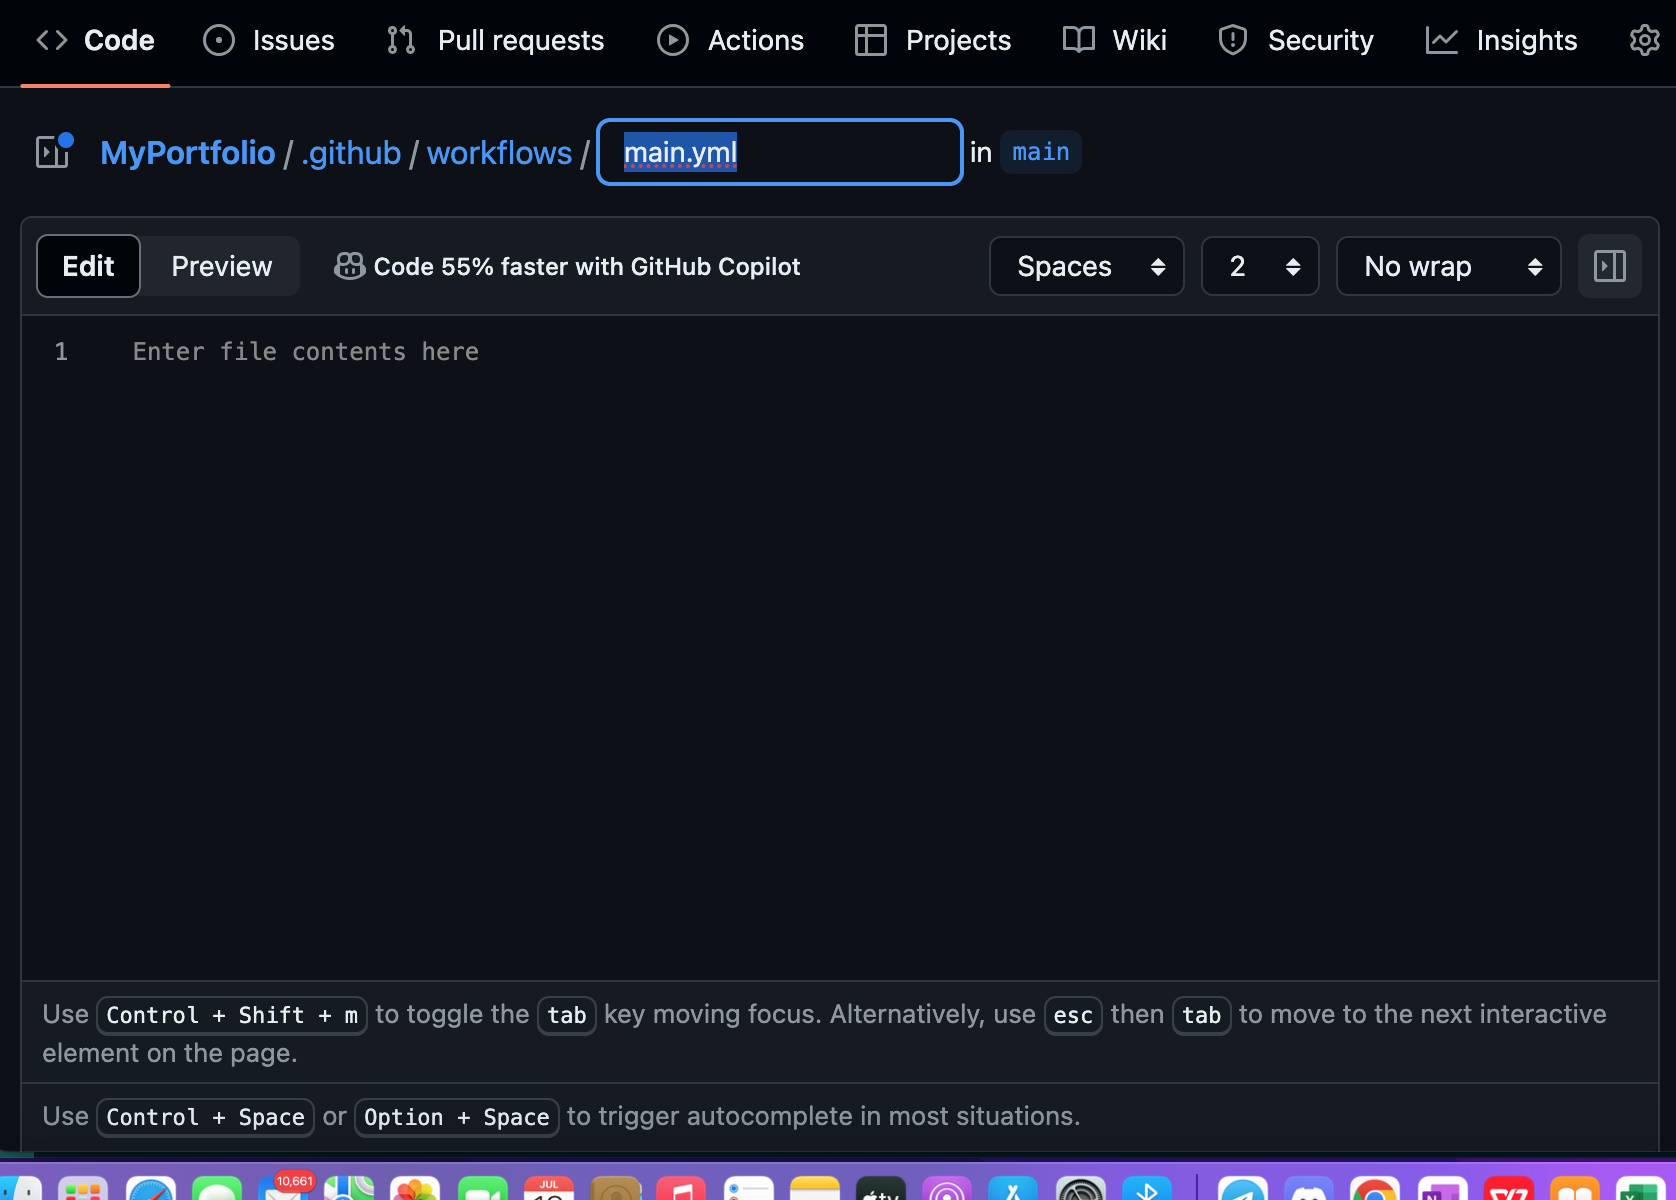 Code Issues Pull requests Actions Projects Wiki Security Insights
MyPortfolio / .github / workflows / main.yml in main
Edit Preview Code 55% faster with GitHub Copilot Spaces 2 No wrap
1 Enter file contents here
Use Control + Shift + m to toggle the tab key moving focus. Alternatively, use esc then tab to move to the next interactive
element on the page.
Use Control + Space or Option + Space to trigger autocomplete in most situations.
10,661
JUL